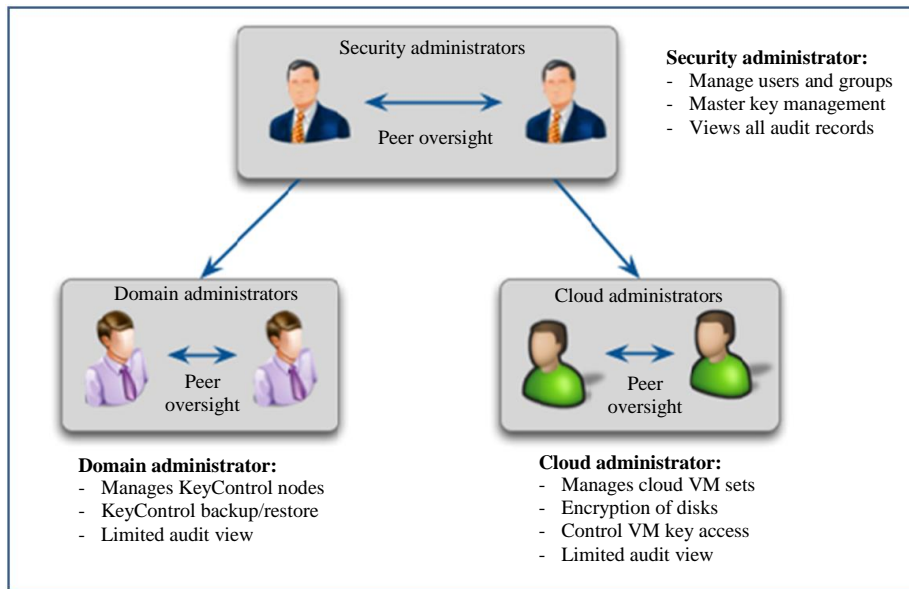 Security administrators
Peer oversight
Security administrator:
- Manage users and groups
- Master key management
- Views all audit records
Domain administrators
Peer
oversight
Cloud administrators
Peer
oversight
Domain administrator:
- Manages KeyControl nodes
- KeyControl backup/restore
- Limited audit view
Cloud administrator:
- Manages cloud VM sets
- Encryption of disks
- Control VM key access
- Limited audit view